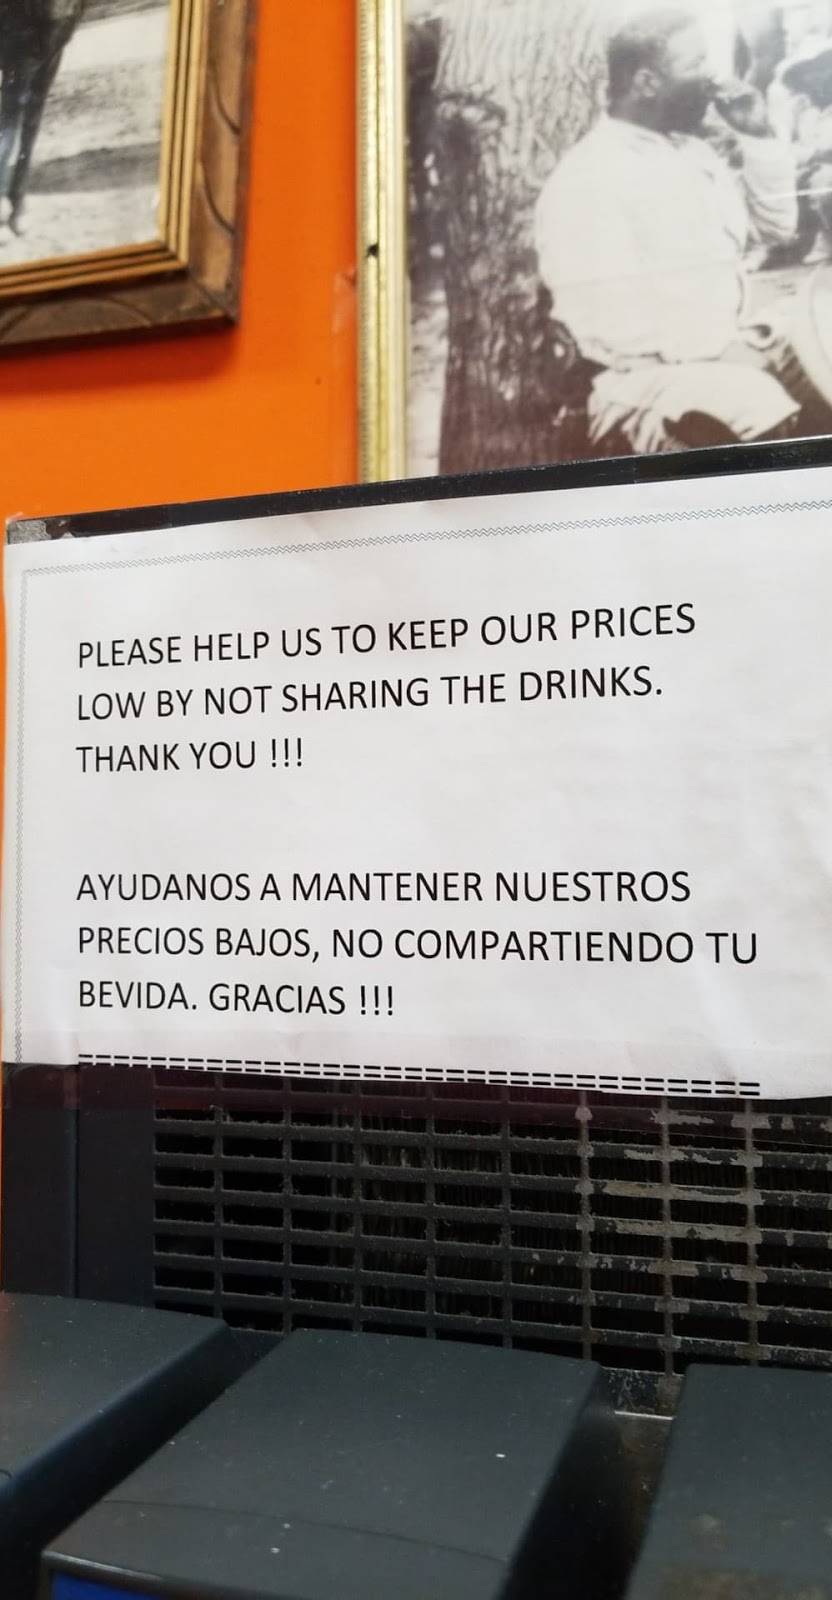 PLEASE HELP US TO KEEP OUR PRICES
LOW BY NOT SHARING THE DRINKS.
THANK YOU !!!
AYUDANOS A MANTENER NUESTROS
PRECIOS BAJOS, NO COMPARTIENDO TU
BEVIDA. GRACIAS !!!